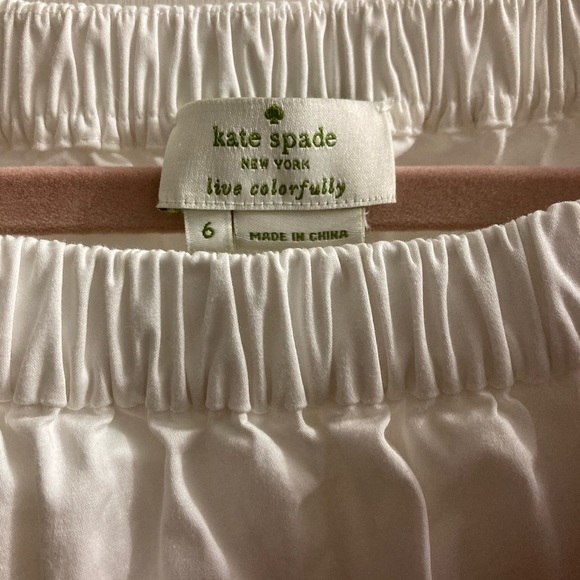 kate spade
NEW YORK
live colorfully
6
MADE IN CHINA